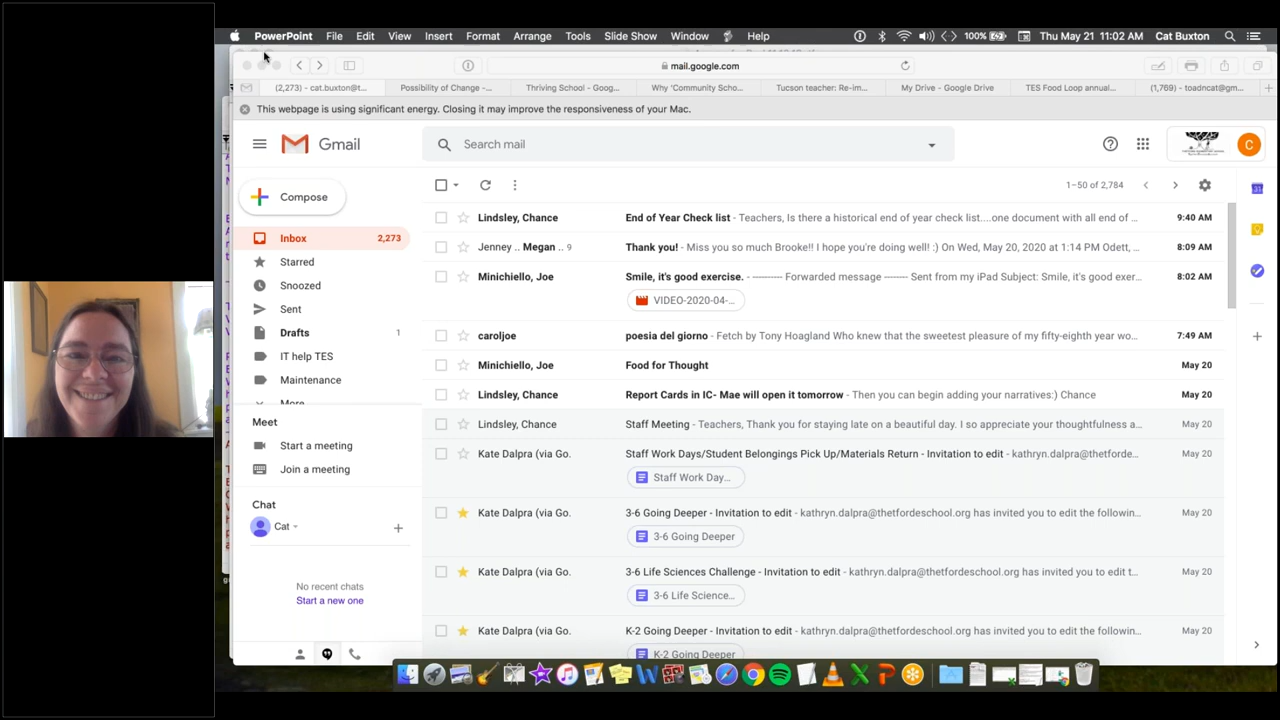 PowerPoint File Edit View Insert Format Arrange Tools Slide Show Window Help 100% Thu May 21 11:02 AM Cat Buxton
mail.google.com
(2,273) - cat.buxton@t... Possibility of Change -... Thriving School - Goog... Why ‘Community Scho... Tucson teacher: Re-im... My Drive - Google Drive TES Food Loop annual... (1,769) - toadncat@gm...
This webpage is using significant energy. Closing it may improve the responsiveness of your Mac.
Gmail Search mail C
1–50 of 2,784
Compose
Inbox 2,273
Starred
Snoozed
Sent
Drafts 1
IT help TES
Maintenance
More
Meet
Start a meeting
Join a meeting
Chat
Cat
No recent chats
Start a new one
Lindsley, Chance End of Year Check list - Teachers, Is there a historical end of year check list....one document with all end of ... 9:40 AM
Jenney .. Megan .. 9 Thank you! - Miss you so much Brooke!! I hope you're doing well! :) On Wed, May 20, 2020 at 1:14 PM Odett, ... 8:09 AM
Minichiello, Joe Smile, it's good exercise. - ---------- Forwarded message -------- Sent from my iPad Subject: Smile, it's good exer... 8:02 AM
VIDEO-2020-04-...
caroljoe poesia del giorno - Fetch by Tony Hoagland Who knew that the sweetest pleasure of my fifty-eighth year wo... 7:49 AM
Minichiello, Joe Food for Thought May 20
Lindsley, Chance Report Cards in IC- Mae will open it tomorrow - Then you can begin adding your narratives:) Chance May 20
Lindsley, Chance Staff Meeting - Teachers, Thank you for staying late on a beautiful day. I so appreciate your thoughtfulness a... May 20
Kate Dalpra (via Go. Staff Work Days/Student Belongings Pick Up/Materials Return - Invitation to edit - kathryn.dalpra@thetforde... May 20
Staff Work Day...
Kate Dalpra (via Go. 3-6 Going Deeper - Invitation to edit - kathryn.dalpra@thetfordeschool.org has invited you to edit the followin... May 20
3-6 Going Deeper
Kate Dalpra (via Go. 3-6 Life Sciences Challenge - Invitation to edit - kathryn.dalpra@thetfordeschool.org has invited you to edit t... May 20
3-6 Life Science...
Kate Dalpra (via Go. K-2 Going Deeper - Invitation to edit - kathryn.dalpra@thetfordeschool.org has invited you to edit the followin... May 20
K-2 Going Deeper